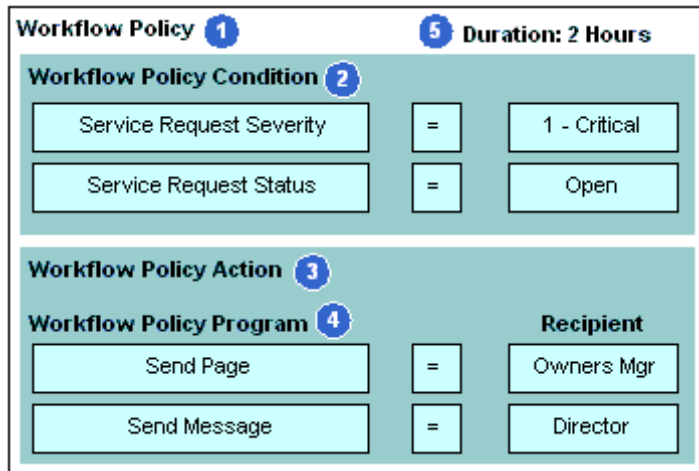 Workflow Policy 1 5 Duration: 2 Hours
Workflow Policy Condition 2
Service Request Severity = 1 - Critical
Service Request Status = Open
Workflow Policy Action 3
Workflow Policy Program 4 Recipient
Send Page = Owners Mgr
Send Message = Director